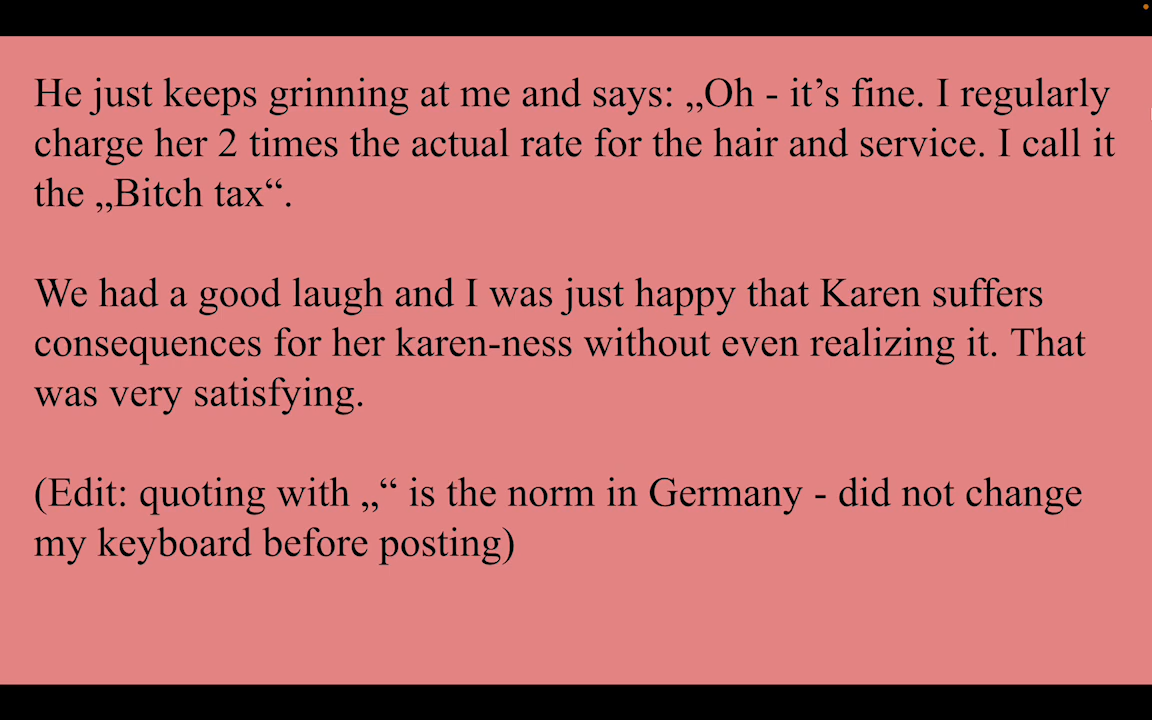 He just keeps grinning at me and says: „Oh - it’s fine. I regularly
charge her 2 times the actual rate for the hair and service. I call it
the „Bitch tax“.
We had a good laugh and I was just happy that Karen suffers
consequences for her karen-ness without even realizing it. That
was very satisfying.
(Edit: quoting with „“ is the norm in Germany - did not change
my keyboard before posting)